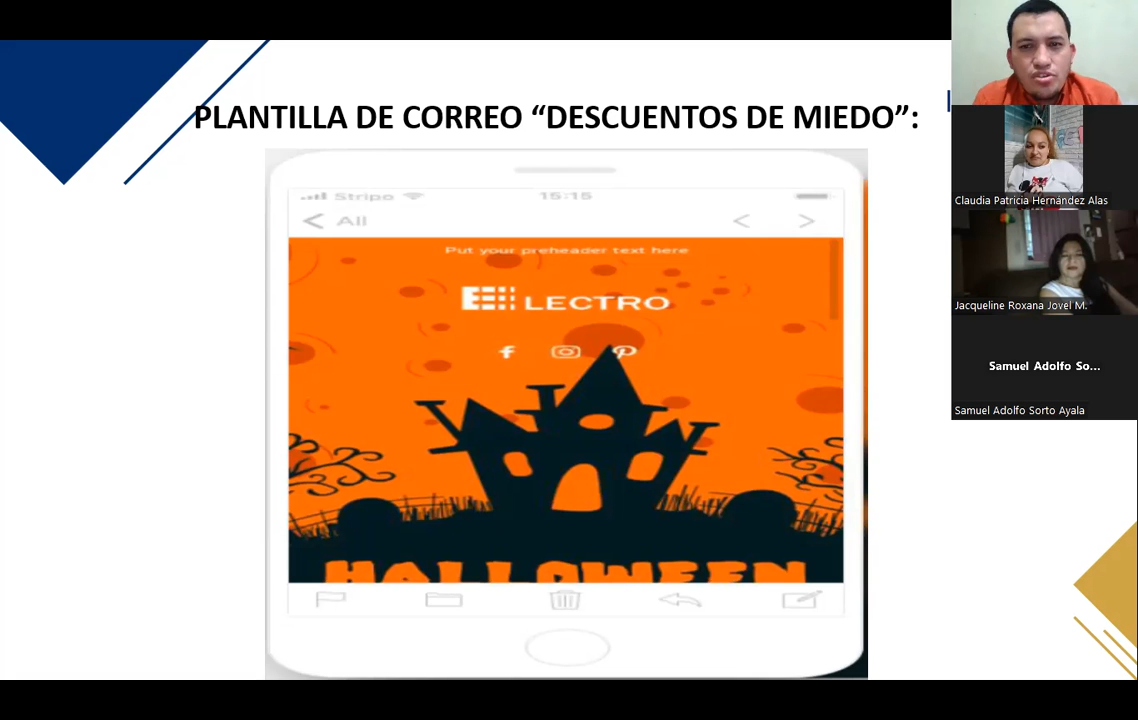 PLANTILLA DE CORREO “DESCUENTOS DE MIEDO”:
Stripo
15:15
All
Put your preheader text here
LECTRO
HALLOWEEN
Claudia Patricia Hernández Alas
Jacqueline Roxana Jovel M.
Samuel Adolfo So...
Samuel Adolfo Sorto Ayala